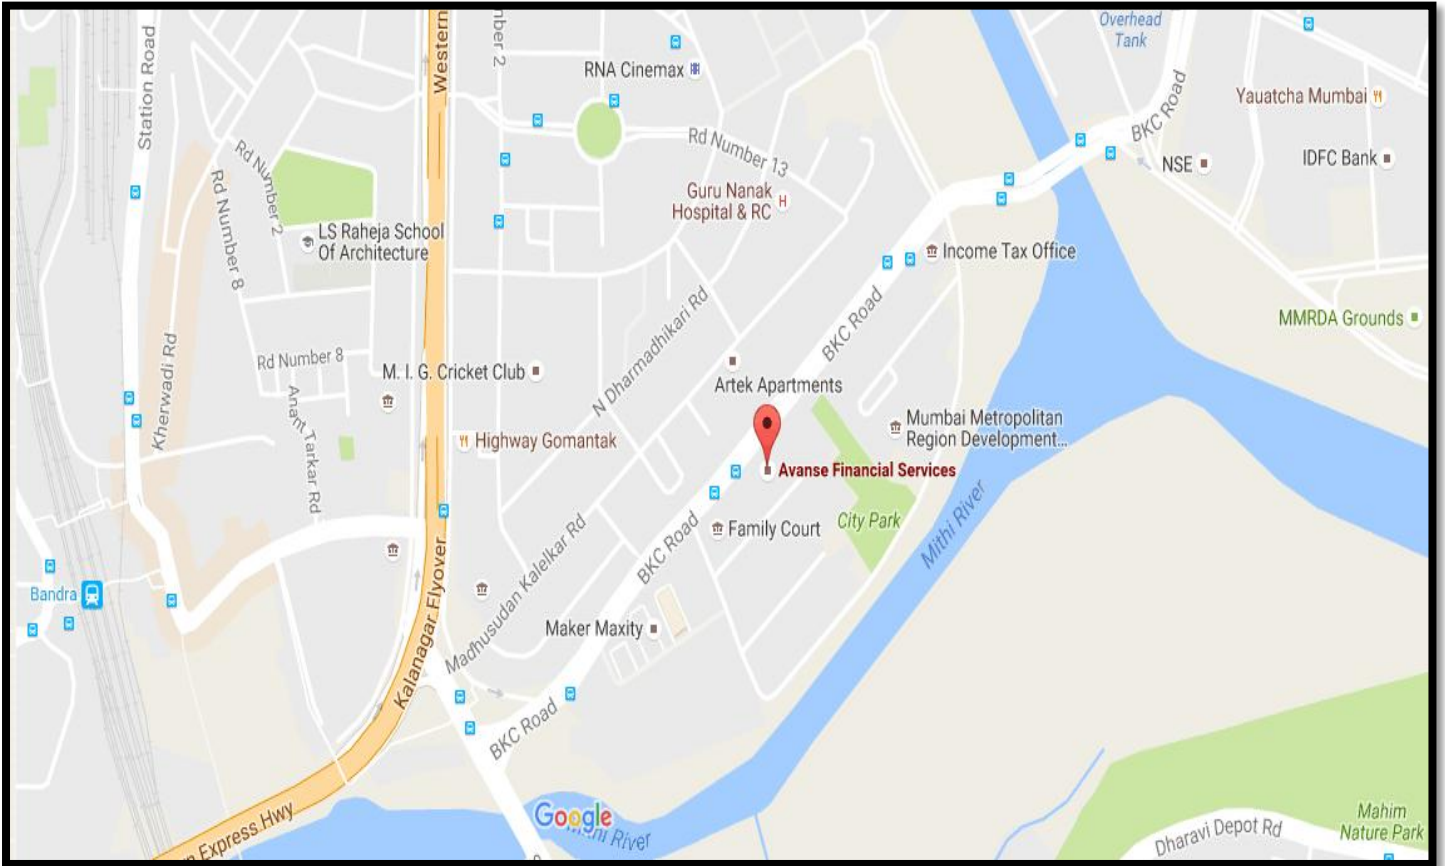 Overhead
Tank
Station Road
Western
nber 2
RNA Cinemax
Yauatcha Mumbai
BKC Road
Rd Number 13
NSE
IDFC Bank
Rd Number 2
Rd Number 8
Guru Nanak
Hospital & RC
H
LS Raheja School
Of Architecture
Income Tax Office
N Dharmadhikari Rd
BKC Road
MMRDA Grounds
Kherwadi Rd
Rd Number 8
M. I. G. Cricket Club
Artek Apartments
Anant Tarkar Rd
Highway Gomantak
Mumbai Metropolitan
Region Development...
Avanse Financial Services
City Park
Family Court
Mithi River
BKC Road
Madhusudan Kalelkar Rd
Kalanagar Flyover
Bandra
Maker Maxity
BKC Road
Google
Mithi River
n Express Hwy
Dharavi Depot Rd
Mahim
Nature Park